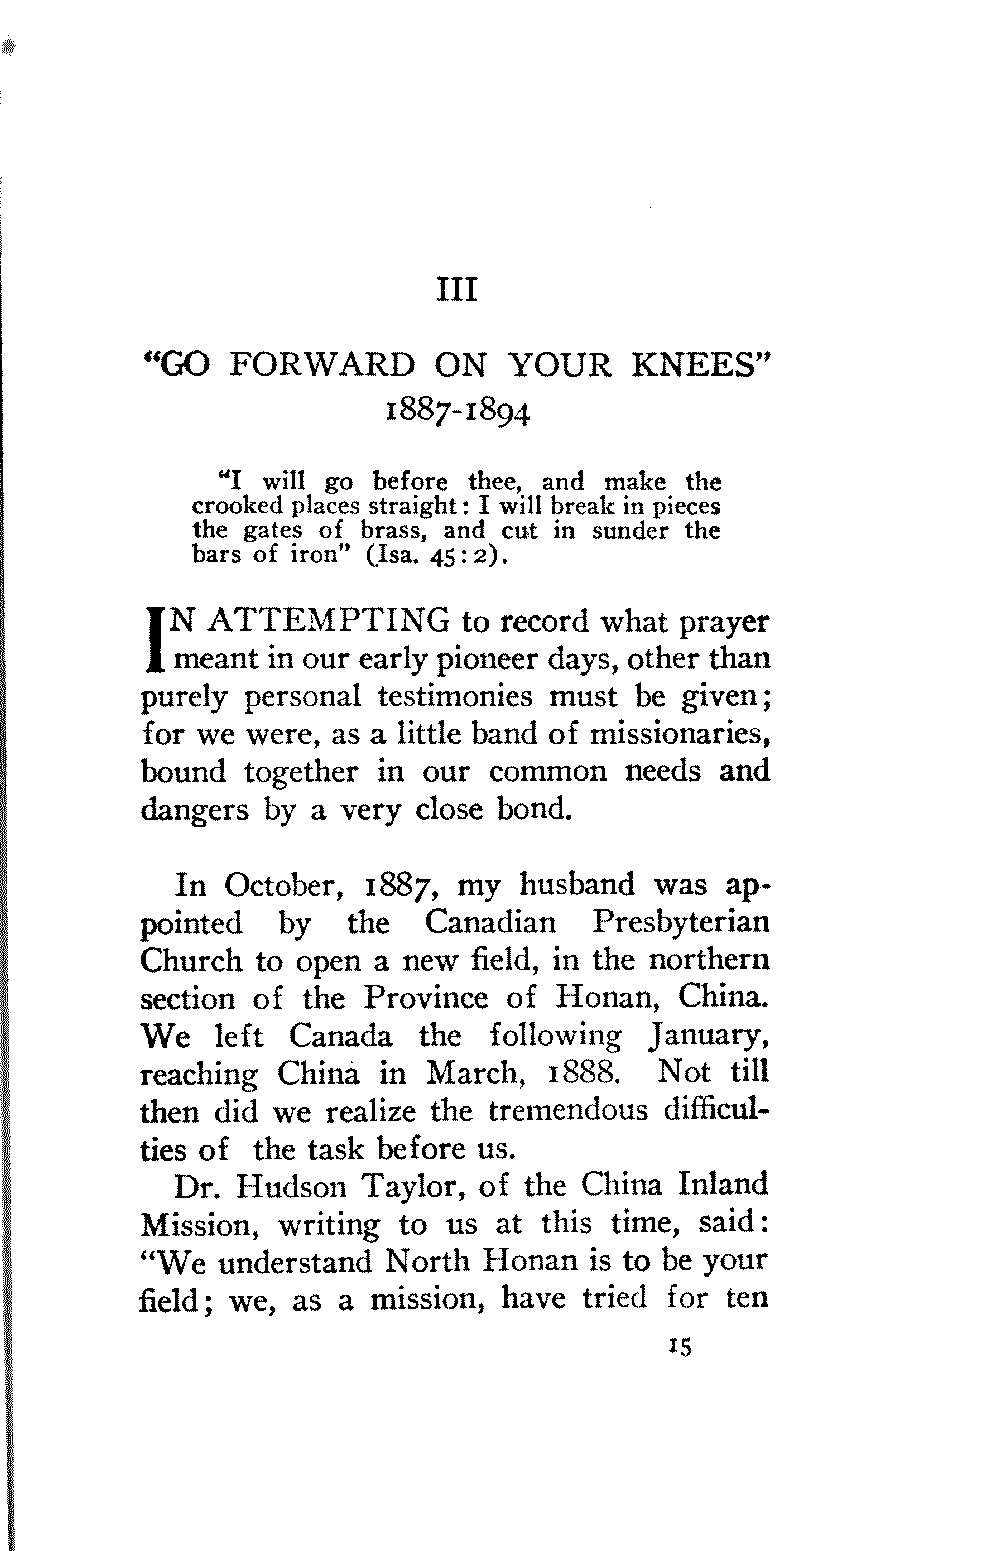 III
“GO FORWARD ON YOUR KNEES”
1887-1894
“I will go before thee, and make the
crooked places straight: I will break in pieces
the gates of brass, and cut in sunder the
bars of iron” (Isa. 45:2).
IN ATTEMPTING to record what prayer
meant in our early pioneer days, other than
purely personal testimonies must be given;
for we were, as a little band of missionaries,
bound together in our common needs and
dangers by a very close bond.
In October, 1887, my husband was ap-
pointed by the Canadian Presbyterian
Church to open a new field, in the northern
section of the Province of Honan, China.
We left Canada the following January,
reaching China in March, 1888. Not till
then did we realize the tremendous difficul-
ties of the task before us.
Dr. Hudson Taylor, of the China Inland
Mission, writing to us at this time, said:
“We understand North Honan is to be your
field; we, as a mission, have tried for ten
15